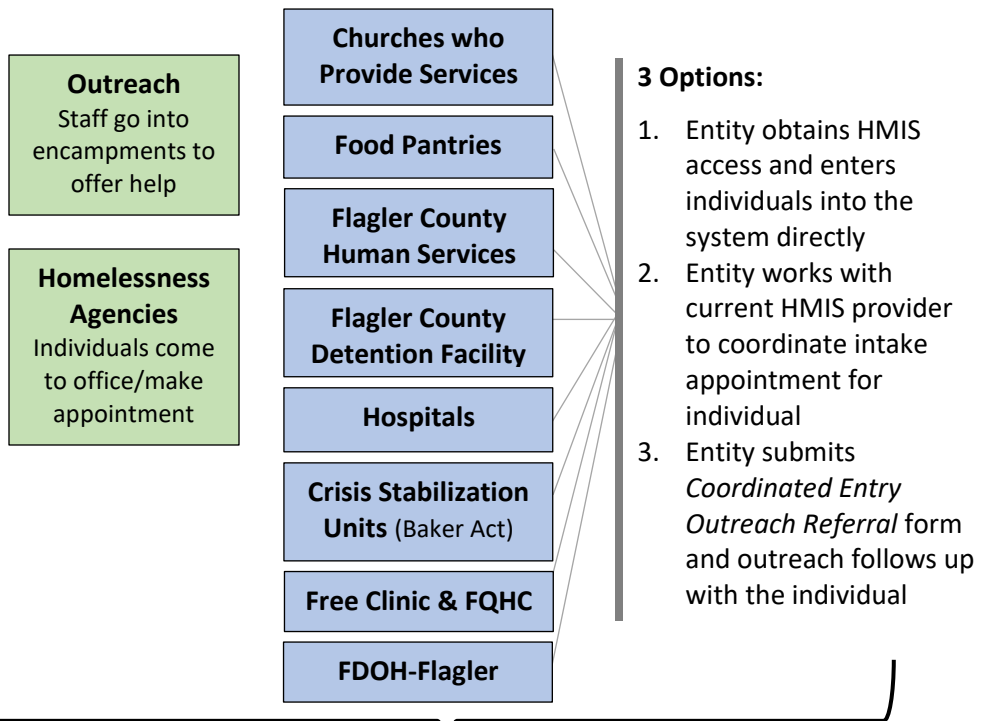 Outreach
Staff go into
encampments to
offer help
Homelessness
Agencies
Individuals come
to office/make
appointment
Churches who
Provide Services
Food Pantries
Flagler County
Human Services
Flagler County
Detention Facility
Hospitals
Crisis Stabilization
Units (Baker Act)
Free Clinic & FQHC
FDOH-Flagler
3 Options:
1. Entity obtains HMIS
access and enters
individuals into the
system directly
2. Entity works with
current HMIS provider
to coordinate intake
appointment for
individual
3. Entity submits
Coordinated Entry
Outreach Referral form
and outreach follows up
with the individual